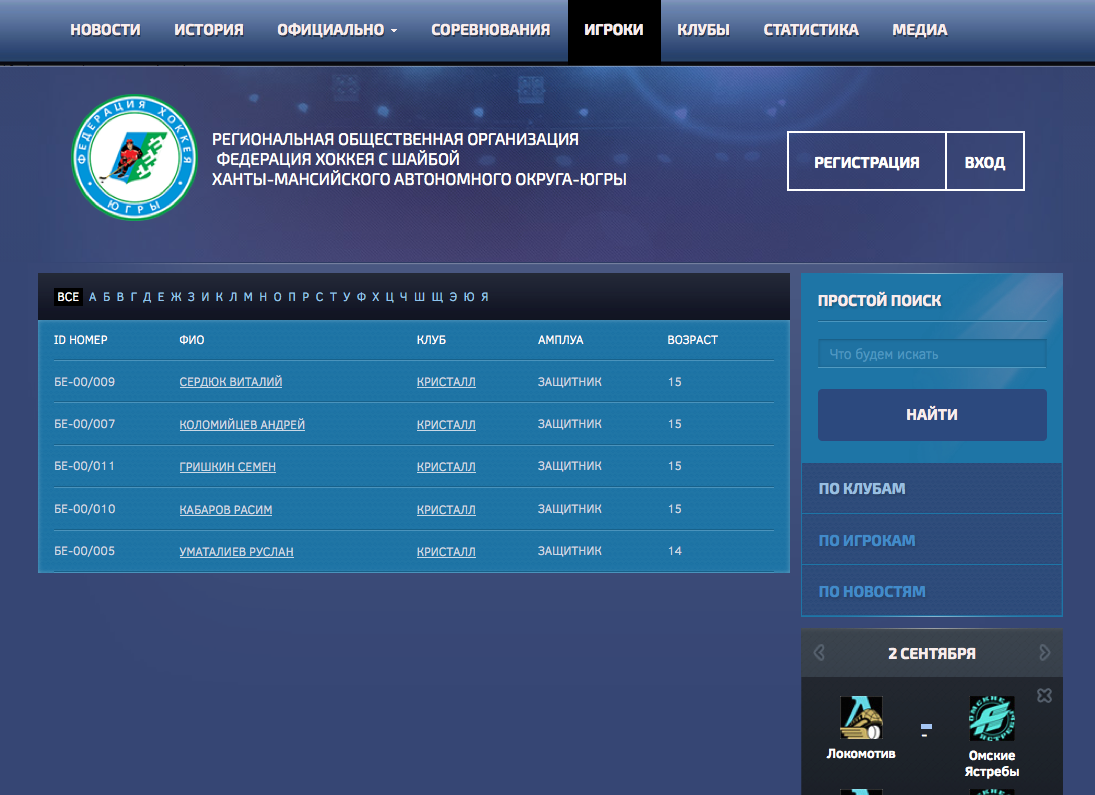 НОВОСТИ ИСТОРИЯ ОФИЦИАЛЬНО СОРЕВНОВАНИЯ ИГРОКИ КЛУБЫ СТАТИСТИКА МЕДИА
ФЕДЕРАЦИЯ ХОККЕЯ
ЮГРЫ
РЕГИОНАЛЬНАЯ ОБЩЕСТВЕННАЯ ОРГАНИЗАЦИЯ
ФЕДЕРАЦИЯ ХОККЕЯ С ШАЙБОЙ
ХАНТЫ-МАНСИЙСКОГО АВТОНОМНОГО ОКРУГА-ЮГРЫ
РЕГИСТРАЦИЯ ВХОД
ВСЕ А Б В Г Д Е Ж З И К Л М Н О П Р С Т У Ф Х Ц Ч Ш Щ Э Ю Я
ID НОМЕР ФИО КЛУБ АМПЛУА ВОЗРАСТ
БЕ-00/009 СЕРДЮК ВИТАЛИЙ КРИСТАЛЛ ЗАЩИТНИК 15
БЕ-00/007 КОЛОМИЙЦЕВ АНДРЕЙ КРИСТАЛЛ ЗАЩИТНИК 15
БЕ-00/011 ГРИШКИН СЕМЕН КРИСТАЛЛ ЗАЩИТНИК 15
БЕ-00/010 КАБАРОВ РАСИМ КРИСТАЛЛ ЗАЩИТНИК 15
БЕ-00/005 УМАТАЛИЕВ РУСЛАН КРИСТАЛЛ ЗАЩИТНИК 14
ПРОСТОЙ ПОИСК
Что будем искать
НАЙТИ
ПО КЛУБАМ
ПО ИГРОКАМ
ПО НОВОСТЯМ
2 СЕНТЯБРЯ
ОМСКИЕ
ЯСТРЕБЫ
-
Локомотив
Омские
Ястребы